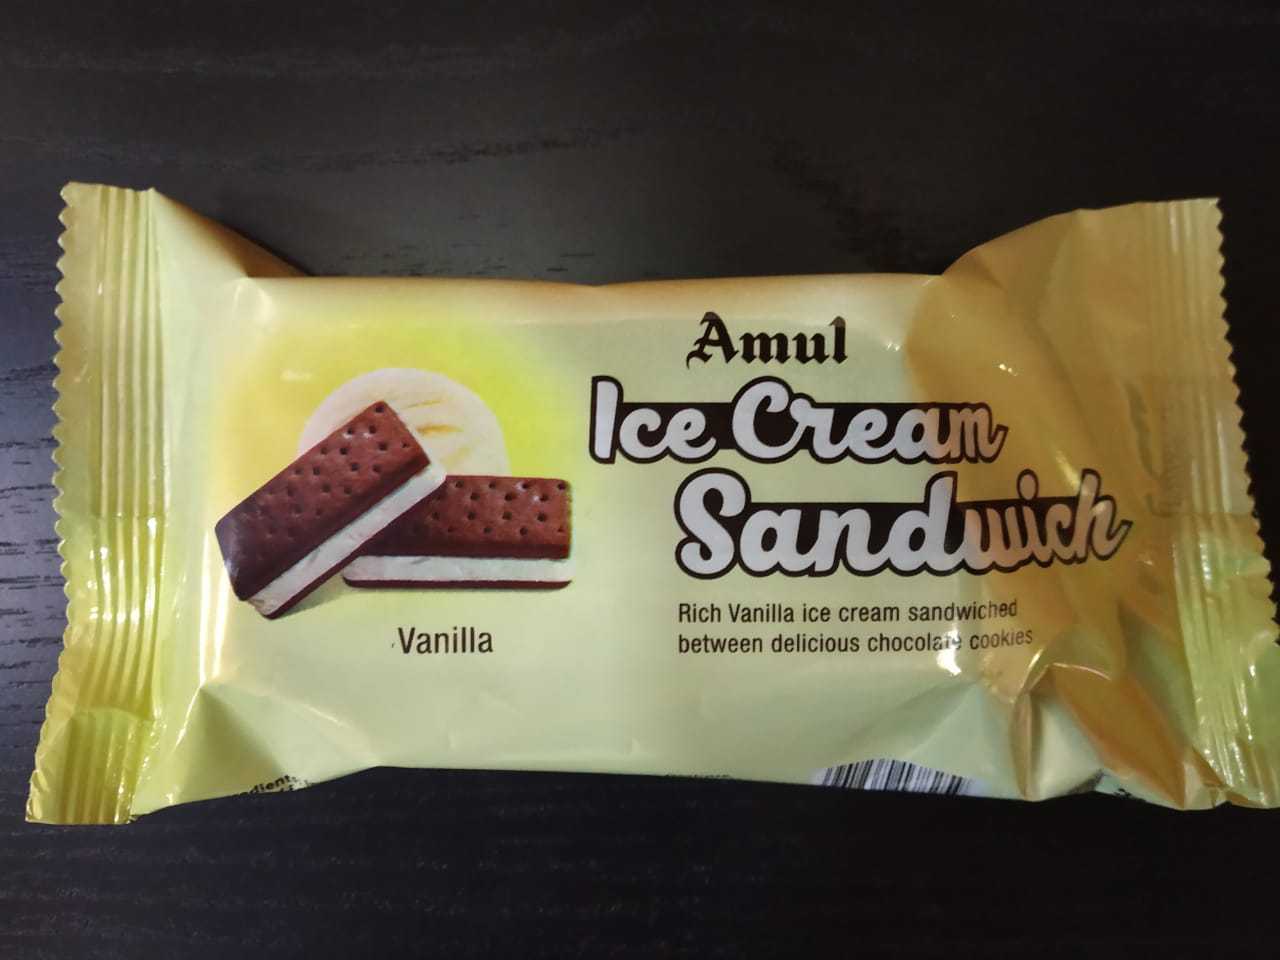 Amul
Ice Cream
Sandwich
Rich Vanilla ice cream sandwiched
between delicious chocolate cookies
Vanilla